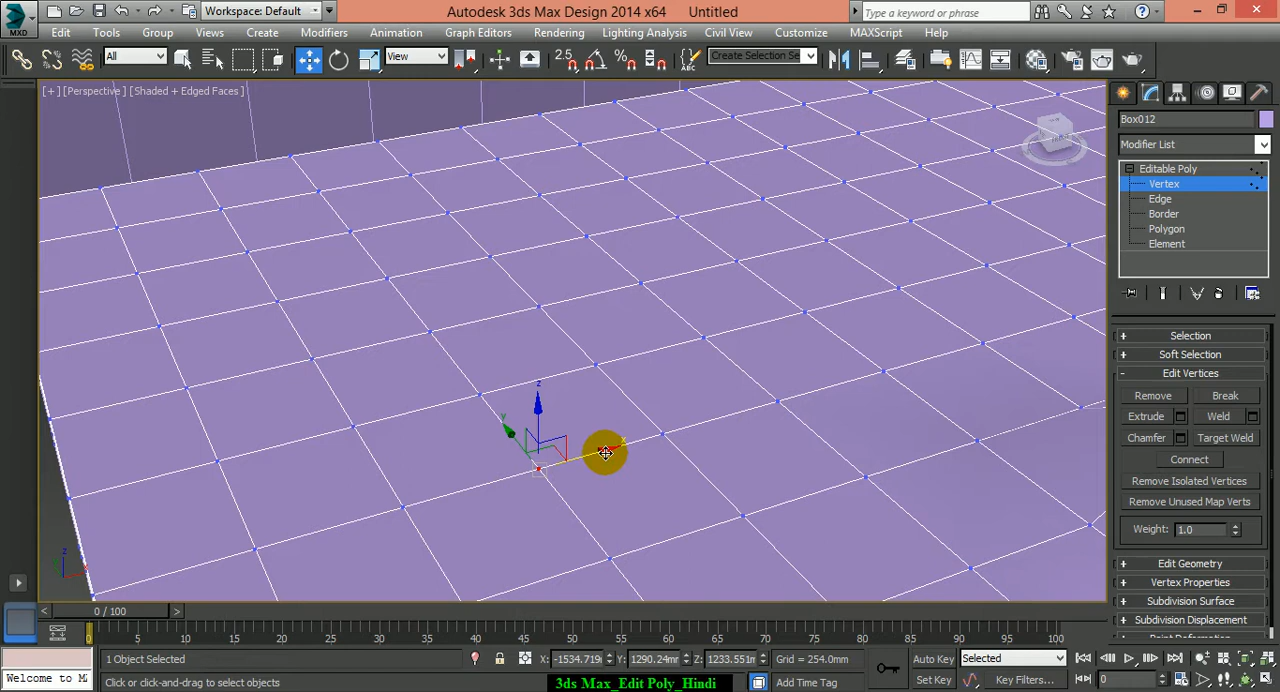 MXD
Workspace: Default
Autodesk 3ds Max Design 2014 x64 Untitled
Type a keyword or phrase
Edit Tools Group Views Create Modifiers Animation Graph Editors Rendering Lighting Analysis Civil View Customize MAXScript Help
All
View
2.5
Create Selection Se
[+] [Perspective] [Shaded + Edged Faces]
Box012
Modifier List
Editable Poly
Vertex
Edge
Border
Polygon
Element
+ Selection
+ Soft Selection
- Edit Vertices
Remove Break
Extrude Weld
Chamfer Target Weld
Connect
Remove Isolated Vertices
Remove Unused Map Verts
Weight: 1.0
+ Edit Geometry
+ Vertex Properties
+ Subdivision Surface
+ Subdivision Displacement
z
y
x
z
< 0 / 100 >
0 5 10 15 20 25 30 35 40 45 50 55 60 65 70 75 80 85 90 95 100
1 Object Selected
X: -1534.719r Y: 1290.24mr Z: 1233.551m
Grid = 254.0mm
Auto Key Selected
Welcome to M
Click or click-and-drag to select objects
3ds Max_Edit Poly_Hindi
Add Time Tag
Set Key Key Filters... 0